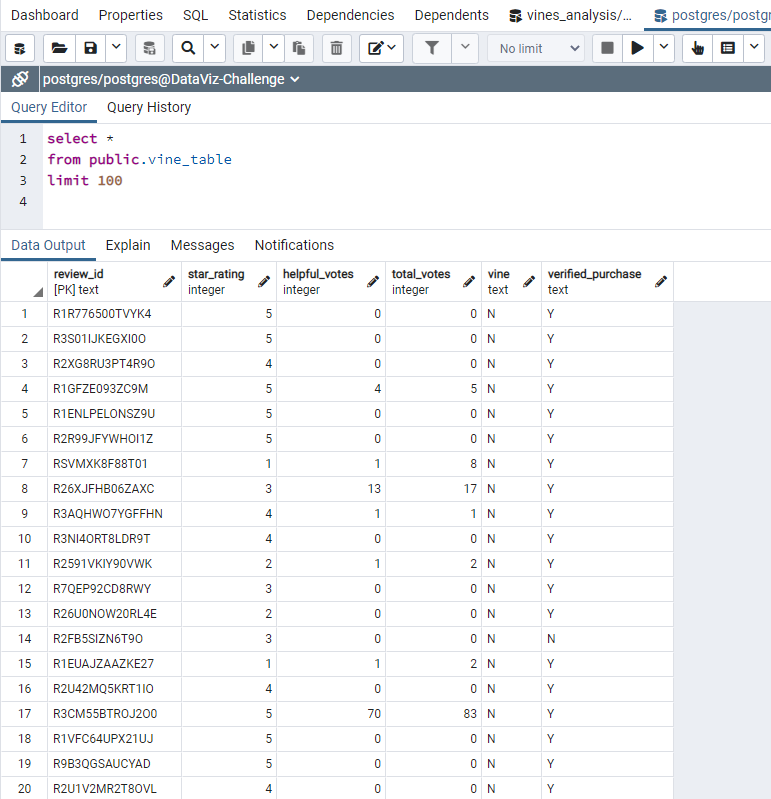 Dashboard Properties SQL Statistics Dependencies Dependents vines_analysis/... postgres/postgr
No limit
postgres/postgres@DataViz-Challenge
Query Editor Query History
1 select *
2 from public.vine_table
3 limit 100
4
Data Output Explain Messages Notifications
review_id star_rating helpful_votes total_votes vine verified_purchase
[PK] text integer integer integer text text
1 R1R776500TVYK4 5 0 0 N Y
2 R3S01IJKEGXI0O 5 0 0 N Y
3 R2XG8RU3PT4R9O 4 0 0 N Y
4 R1GFZE093ZC9M 5 4 5 N Y
5 R1ENLPELONSZ9U 5 0 0 N Y
6 R2R99JFYWHOI1Z 5 0 0 N Y
7 RSVMXK8F88T01 1 1 8 N Y
8 R26XJFHB06ZAXC 3 13 17 N Y
9 R3AQHWO7YGFFHN 4 1 1 N Y
10 R3NI4ORT8LDR9T 4 0 0 N Y
11 R2591VKIY90VWK 2 1 2 N Y
12 R7QEP92CD8RWY 3 0 0 N Y
13 R26U0NOW20RL4E 2 0 0 N Y
14 R2FB5SIZN6T9O 3 0 0 N N
15 R1EUAJZAAZKE27 1 1 2 N Y
16 R2U42MQ5KRT1IO 4 0 0 N Y
17 R3CM55BTROJ2O0 5 70 83 N Y
18 R1VFC64UPX21UJ 5 0 0 N Y
19 R9B3QGSAUCYAD 5 0 0 N Y
20 R2U1V2MR2T8OVL 4 0 0 N Y